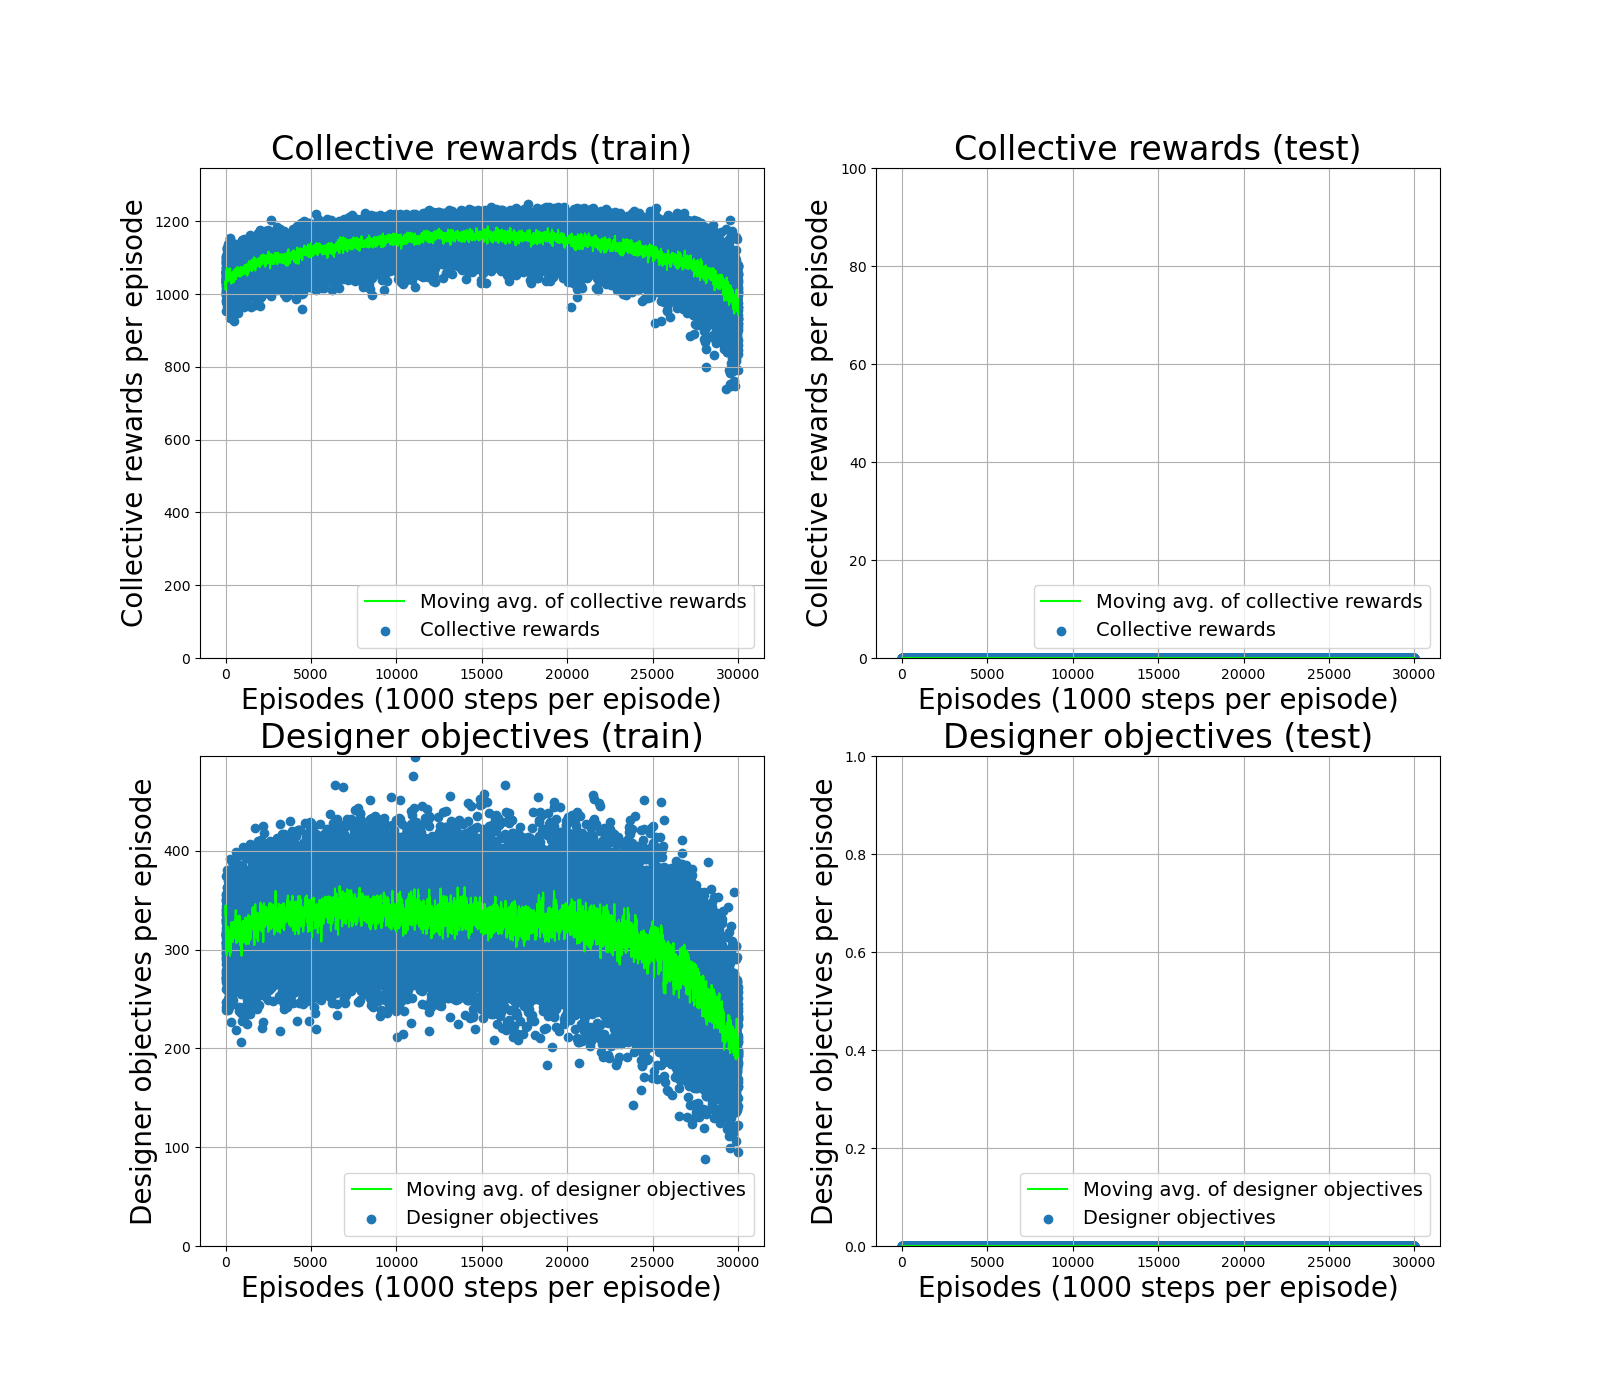 Collective rewards (train)
Collective rewards per episode
1200
1000
800
600
400
200
0
Moving avg. of collective rewards
Collective rewards
0 5000 10000 15000 20000 25000 30000
Episodes (1000 steps per episode)
Collective rewards (test)
Collective rewards per episode
100
80
60
40
20
0
Moving avg. of collective rewards
Collective rewards
0 5000 10000 15000 20000 25000 30000
Episodes (1000 steps per episode)
Designer objectives (train)
Designer objectives per episode
400
300
200
100
0
Moving avg. of designer objectives
Designer objectives
0 5000 10000 15000 20000 25000 30000
Episodes (1000 steps per episode)
Designer objectives (test)
Designer objectives per episode
1.0
0.8
0.6
0.4
0.2
0.0
Moving avg. of designer objectives
Designer objectives
0 5000 10000 15000 20000 25000 30000
Episodes (1000 steps per episode)